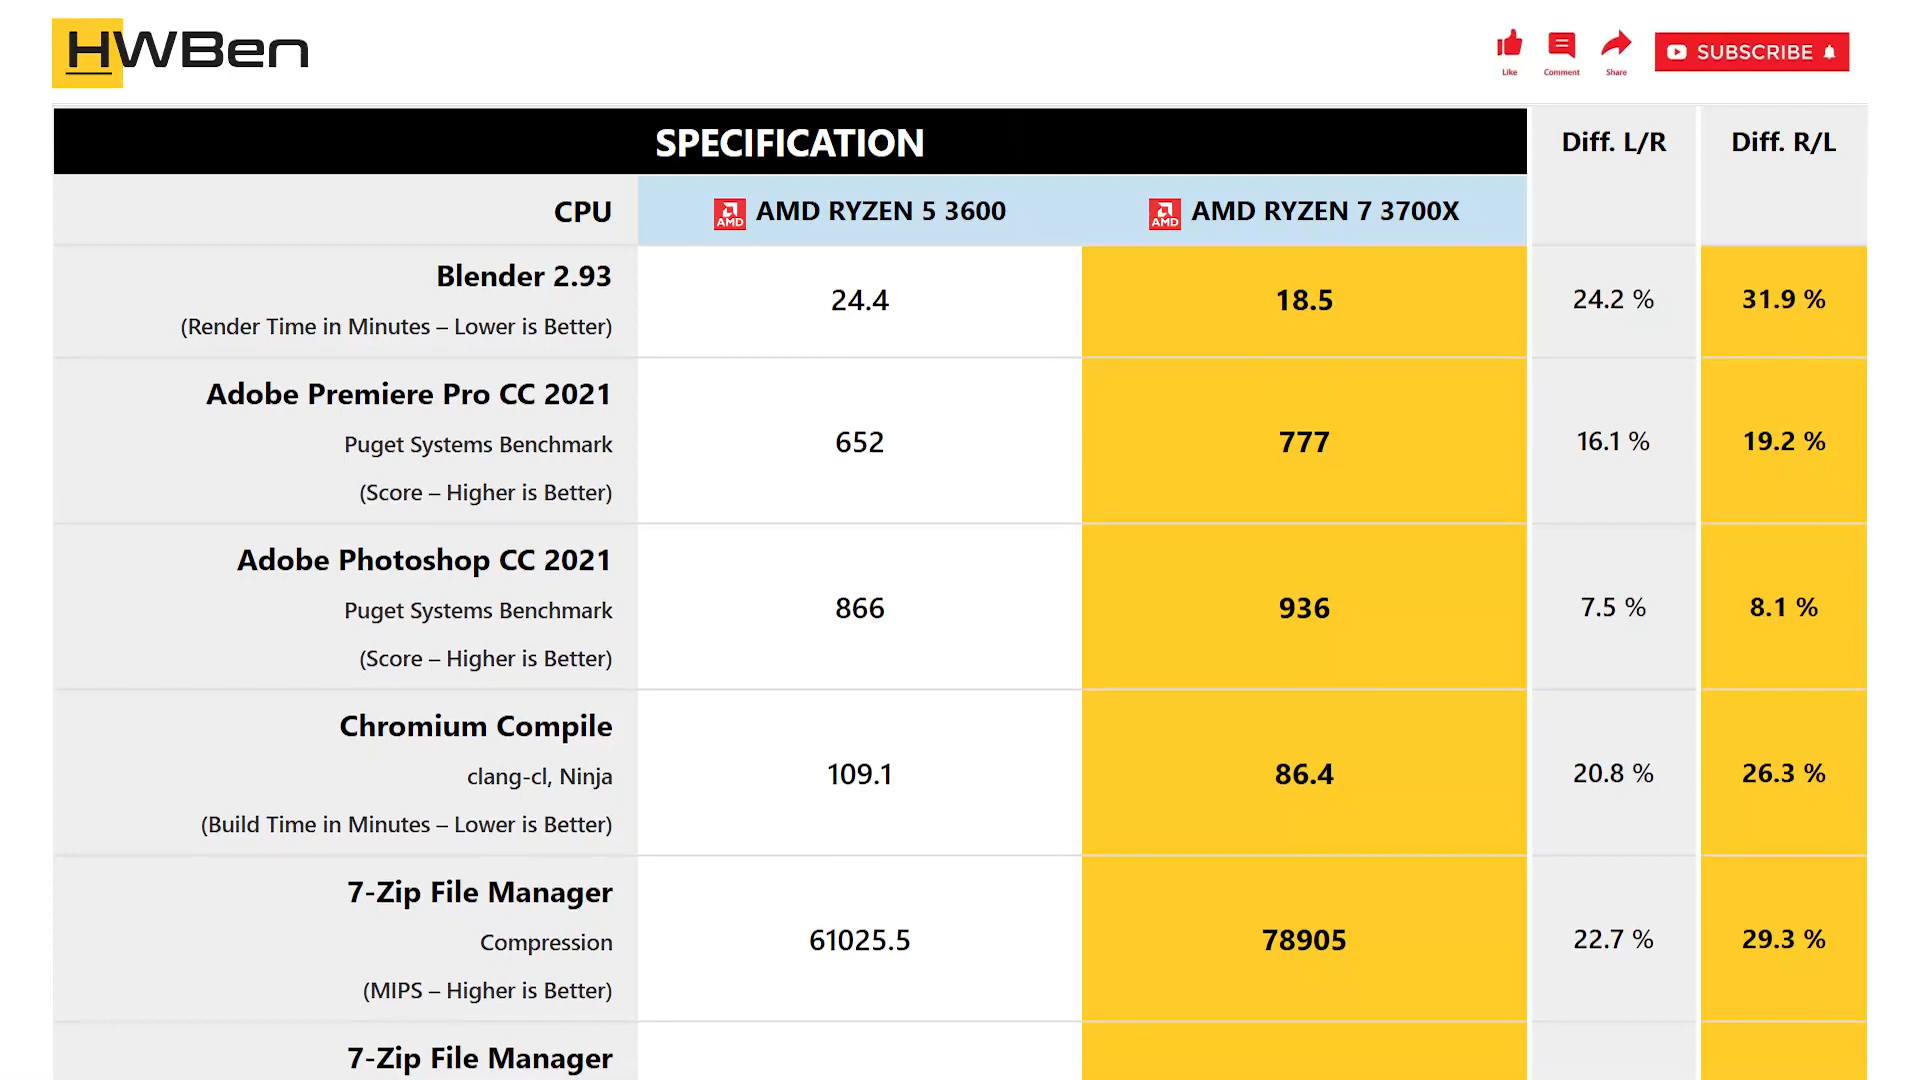 HWBen
Like
Comment
Share
SUBSCRIBE
SPECIFICATION
Diff. L/R
Diff. R/L
CPU
AMD AMD RYZEN 5 3600
AMD AMD RYZEN 7 3700X
Blender 2.93
(Render Time in Minutes – Lower is Better)
24.4
18.5
24.2 %
31.9 %
Adobe Premiere Pro CC 2021
Puget Systems Benchmark
(Score – Higher is Better)
652
777
16.1 %
19.2 %
Adobe Photoshop CC 2021
Puget Systems Benchmark
(Score – Higher is Better)
866
936
7.5 %
8.1 %
Chromium Compile
clang-cl, Ninja
(Build Time in Minutes – Lower is Better)
109.1
86.4
20.8 %
26.3 %
7-Zip File Manager
Compression
(MIPS – Higher is Better)
61025.5
78905
22.7 %
29.3 %
7-Zip File Manager